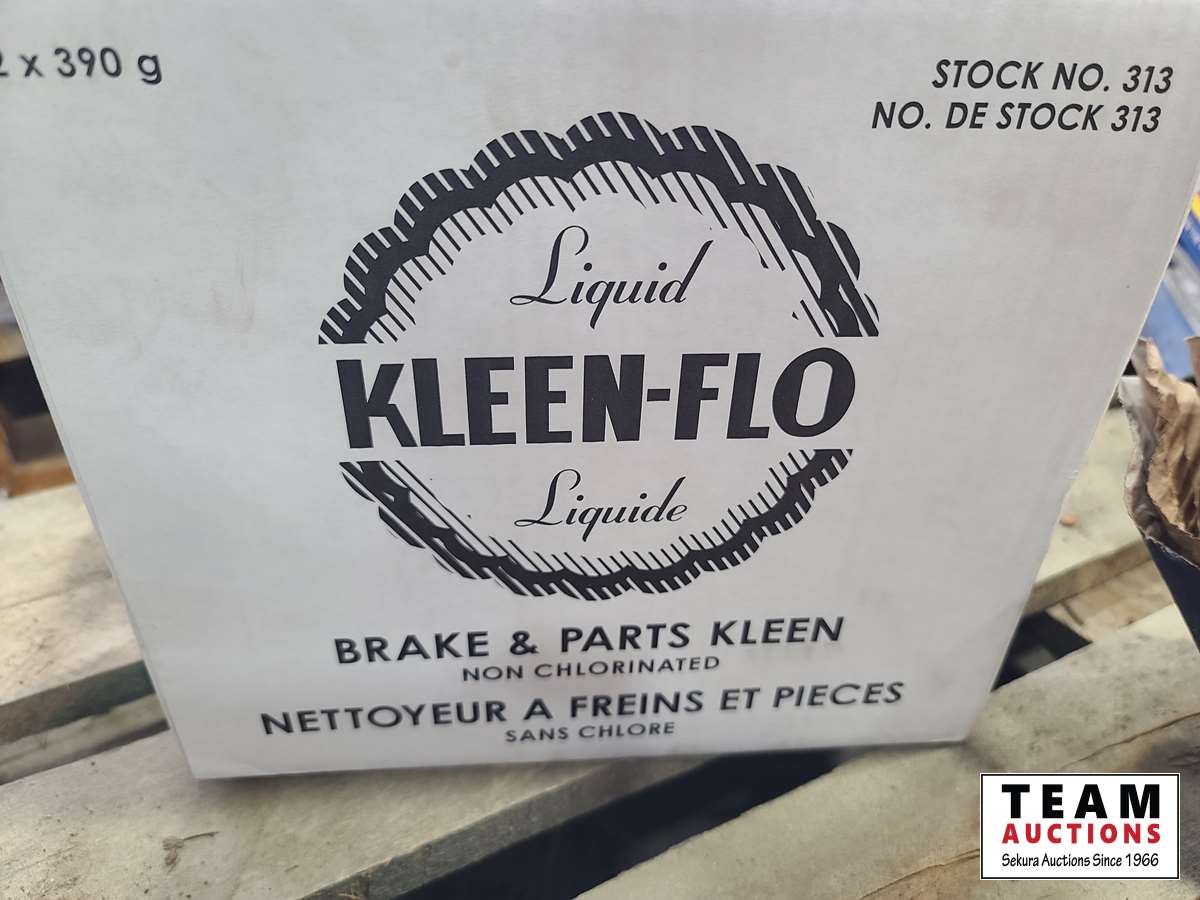 2 x 390 g
STOCK NO. 313
NO. DE STOCK 313
Liquid
KLEEN-FLO
Liquide
BRAKE & PARTS KLEEN
NON CHLORINATED
NETTOYEUR A FREINS ET PIECES
SANS CHLORE
TEAM
AUCTIONS
Sekura Auctions Since 1966